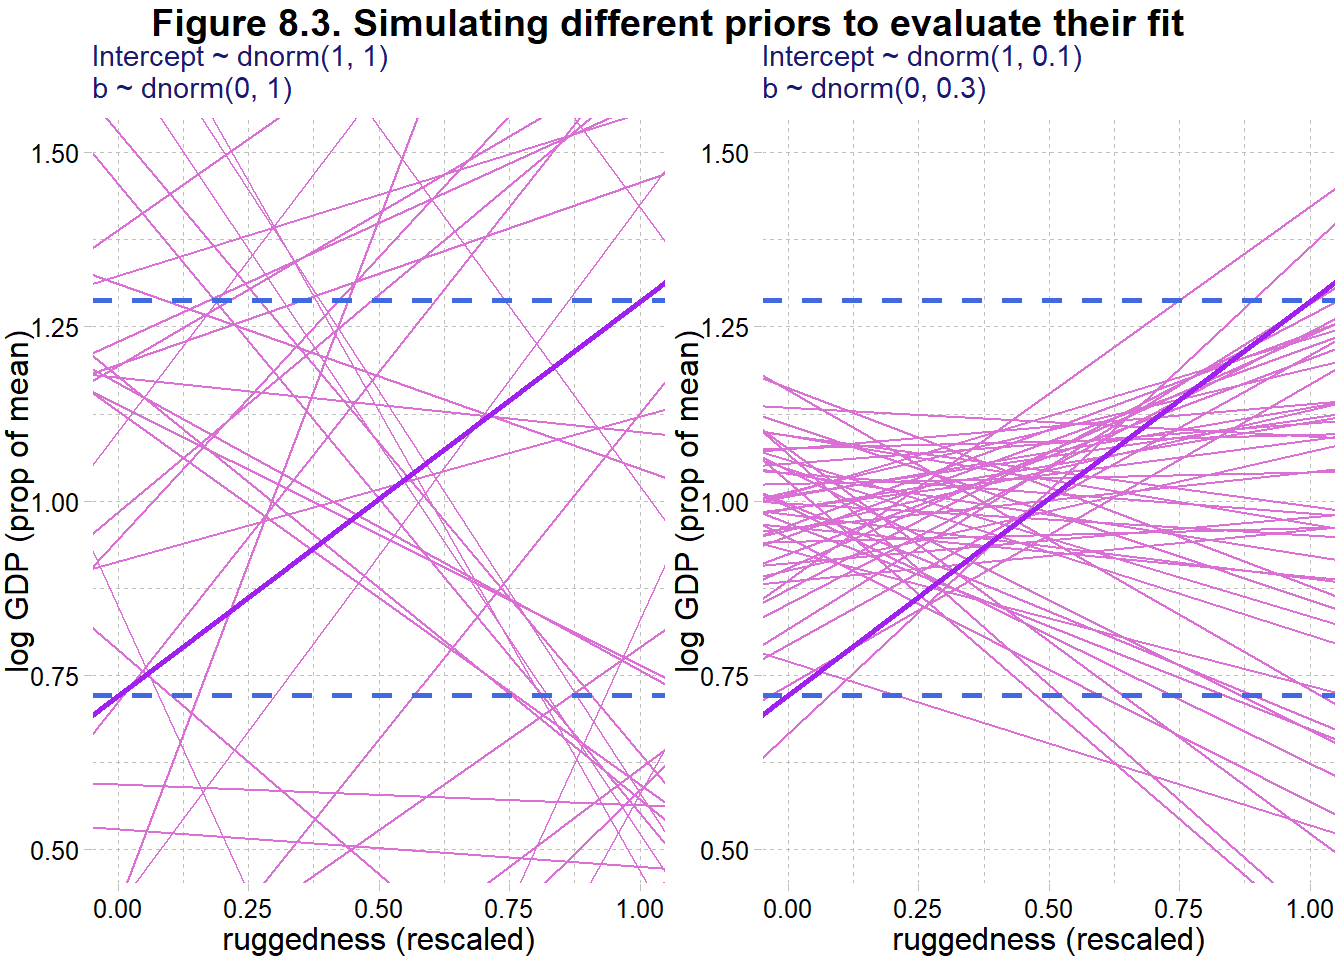 Figure 8.3. Simulating different priors to evaluate their fit
Intercept ~ dnorm(1, 1)
b ~ dnorm(0, 1)
log GDP (prop of mean)
1.50
1.25
1.00
0.75
0.50
0.00 0.25 0.50 0.75 1.00
ruggedness (rescaled)
Intercept ~ dnorm(1, 0.1)
b ~ dnorm(0, 0.3)
log GDP (prop of mean)
1.50
1.25
1.00
0.75
0.50
0.00 0.25 0.50 0.75 1.00
ruggedness (rescaled)